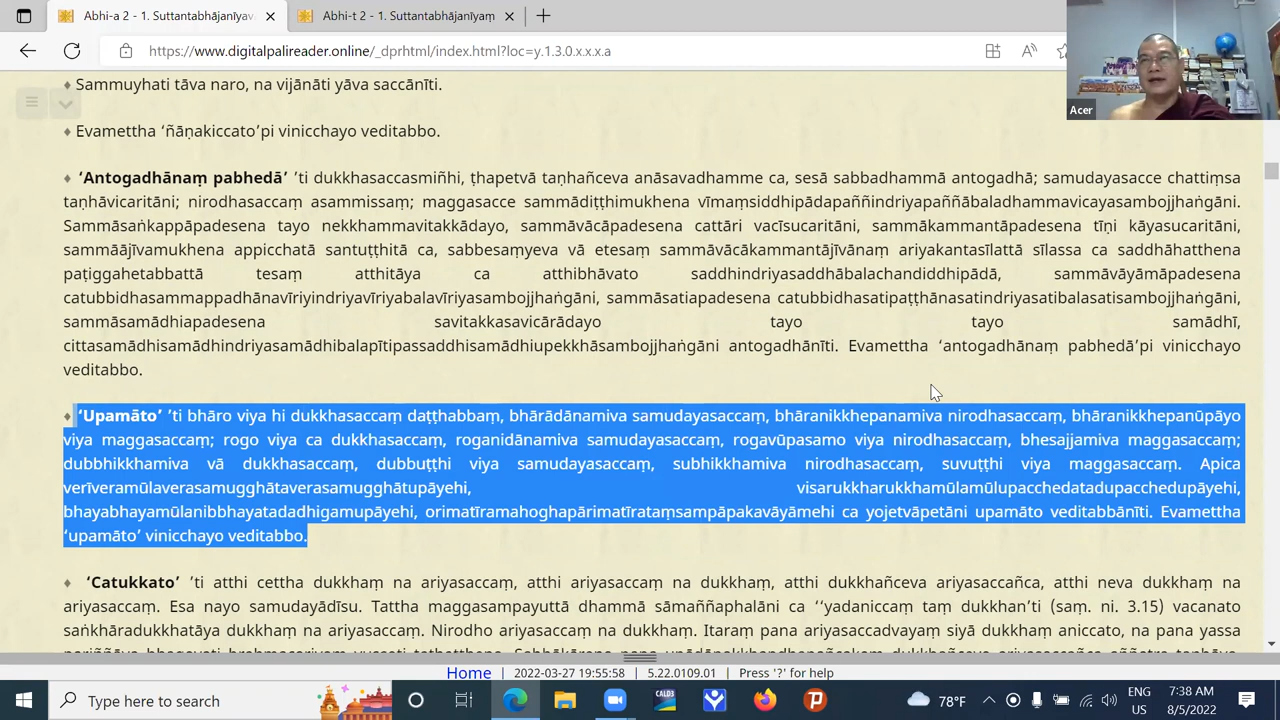 Abhi-a 2 - 1. Suttantabhājanīyav
Abhi-t 2 - 1. Suttantabhājanīyaṃ
https://www.digitalpalireader.online/_dprhtml/index.html?loc=y.1.3.0.x.x.x.a
Acer
♦ Sammuyhati tāva naro, na vijānāti yāva saccānīti.
♦ Evamettha ‘ñāṇakiccato’pi vinicchayo veditabbo.
♦ ‘Antogadhānaṃ pabhedā’ ’ti dukkhasaccasmiñhi, ṭhapetvā taṇhañceva anāsavadhamme ca, sesā sabbadhammā antogadhā; samudayasacce chattiṃsa
taṇhāvicaritāni; nirodhasaccaṃ asammissaṃ; maggasacce sammādiṭṭhimukhena vīmaṃsiddhipādapaññindriyapaññābaladhammavicayasambojjhaṅgāni.
Sammāsaṅkappāpadesena tayo nekkhammavitakkādayo, sammāvācāpadesena cattāri vacīsucaritāni, sammākammantāpadesena tīṇi kāyasucaritāni,
sammāājīvamukhena appicchatā santuṭṭhitā ca, sabbesaṃyeva vā etesaṃ sammāvācākammantājīvānaṃ ariyakantasīlattā sīlassa ca saddhāhatthena
paṭiggahetabbattā tesaṃ atthitāya ca atthibhāvato saddhindriyasaddhābalachandiddhipādā, sammāvāyāmāpadesena
catubbidhasammappadhānavīriyindriyavīriyabalavīriyasambojjhaṅgāni, sammāsatiapadesena catubbidhasatipaṭṭhānasatindriyasatibalasatisambojjhaṅgāni,
sammāsamādhiapadesena savitakkasavicārādayo tayo tayo samādhī,
cittasamādhisamādhindriyasamādhibalapītipassaddhisamādhiupekkhāsambojjhaṅgāni antogadhānīti. Evamettha ‘antogadhānaṃ pabhedā’pi vinicchayo
veditabbo.
♦ ‘Upamāto’ ’ti bhāro viya hi dukkhasaccaṃ daṭṭhabbaṃ, bhārādānamiva samudayasaccaṃ, bhāranikkhepanamiva nirodhasaccaṃ, bhāranikkhepanūpāyo
viya maggasaccaṃ; rogo viya ca dukkhasaccaṃ, roganidānamiva samudayasaccaṃ, rogavūpasamo viya nirodhasaccaṃ, bhesajjamiva maggasaccaṃ;
dubbhikkhamiva vā dukkhasaccaṃ, dubbuṭṭhi viya samudayasaccaṃ, subhikkhamiva nirodhasaccaṃ, suvuṭṭhi viya maggasaccaṃ. Apica
verīveramūlaverasamugghātaverasamugghātupāyehi, visarukkharukkhamūlamūlupacchedatadupacchedupāyehi,
bhayabhayamūlanibbhayatadadhigamupāyehi, orimatīramahoghapārimatīrataṃsampāpakavāyāmehi ca yojetvāpetāni upamāto veditabbānīti. Evamettha
‘upamāto’ vinicchayo veditabbo.
♦ ‘Catukkato’ ’ti atthi cettha dukkhaṃ na ariyasaccaṃ, atthi ariyasaccaṃ na dukkhaṃ, atthi dukkhañceva ariyasaccañca, atthi neva dukkhaṃ na
ariyasaccaṃ. Esa nayo samudayādīsu. Tattha maggasampayuttā dhammā sāmaññaphalāni ca ‘‘yadaniccaṃ taṃ dukkhan’ti (saṃ. ni. 3.15) vacanato
saṅkhāradukkhatāya dukkhaṃ na ariyasaccaṃ. Nirodho ariyasaccaṃ na dukkhaṃ. Itaraṃ pana ariyasaccadvayaṃ siyā dukkhaṃ aniccato, na pana yassa
Home | 2022-03-27 19:55:58 | 5.22.0109.01 | Press '?' for help
Type here to search
CALD3
78°F
ENG
US
7:38 AM
8/5/2022